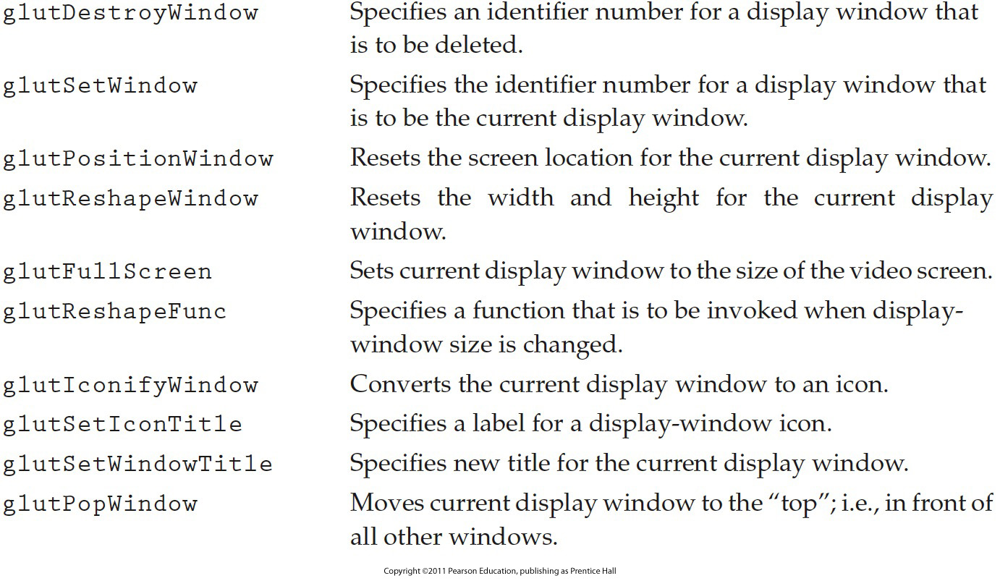 glutDestroyWindow Specifies an identifier number for a display window that
is to be deleted.
glutSetWindow Specifies the identifier number for a display window that
is to be the current display window.
glutPositionWindow Resets the screen location for the current display window.
glutReshapeWindow Resets the width and height for the current display
window.
glutFullScreen Sets current display window to the size of the video screen.
glutReshapeFunc Specifies a function that is to be invoked when display-
window size is changed.
glutIconifyWindow Converts the current display window to an icon.
glutSetIconTitle Specifies a label for a display-window icon.
glutSetWindowTitle Specifies new title for the current display window.
glutPopWindow Moves current display window to the “top”; i.e., in front of
all other windows.
Copyright ©2011 Pearson Education, publishing as Prentice Hall